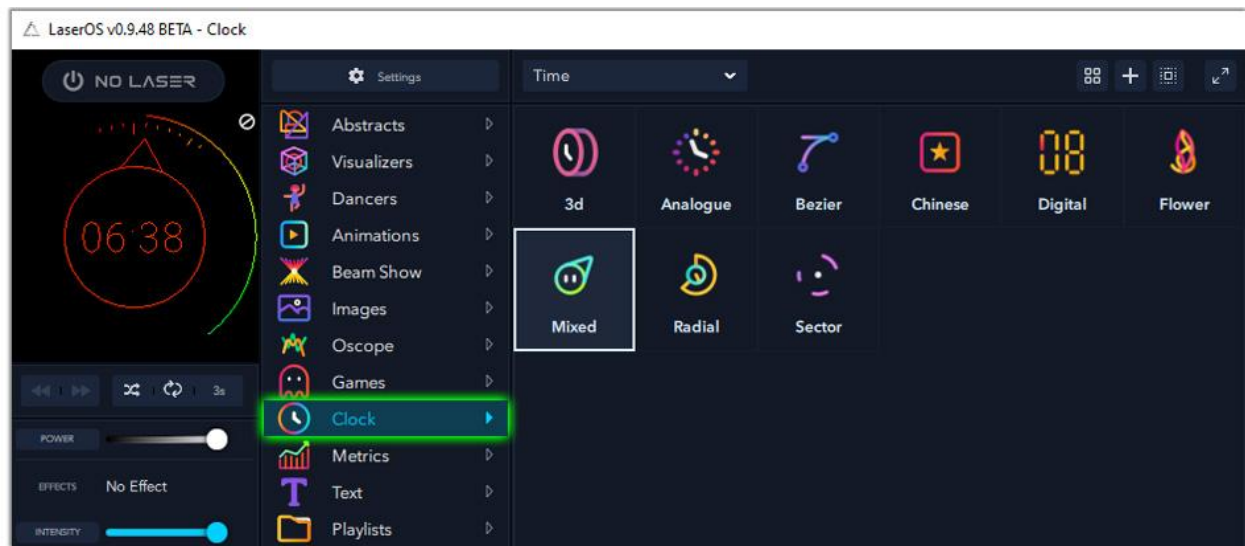 LaserOS v0.9.48 BETA - Clock
NO LASER
Settings
Time
06:38
Abstracts
Visualizers
Dancers
Animations
Beam Show
Images
Oscope
Games
Clock
Metrics
Text
Playlists
3d
Analogue
Bezier
Chinese
Digital
Flower
Mixed
Radial
Sector
3s
POWER
EFFECTS No Effect
INTENSITY